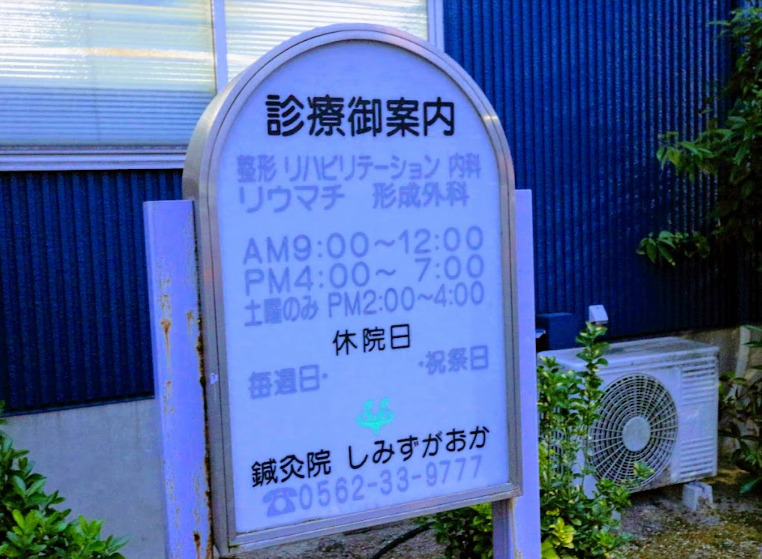 診療御案内
整形 リハビリテーション 内科
リウマチ 形成外科
AM9:00〜12:00
PM4:00〜 7:00
土曜のみ PM2:00〜4:00
休院日
毎週日・ ・祝祭日
鍼灸院 しみずがおか
☎0562-33-9777